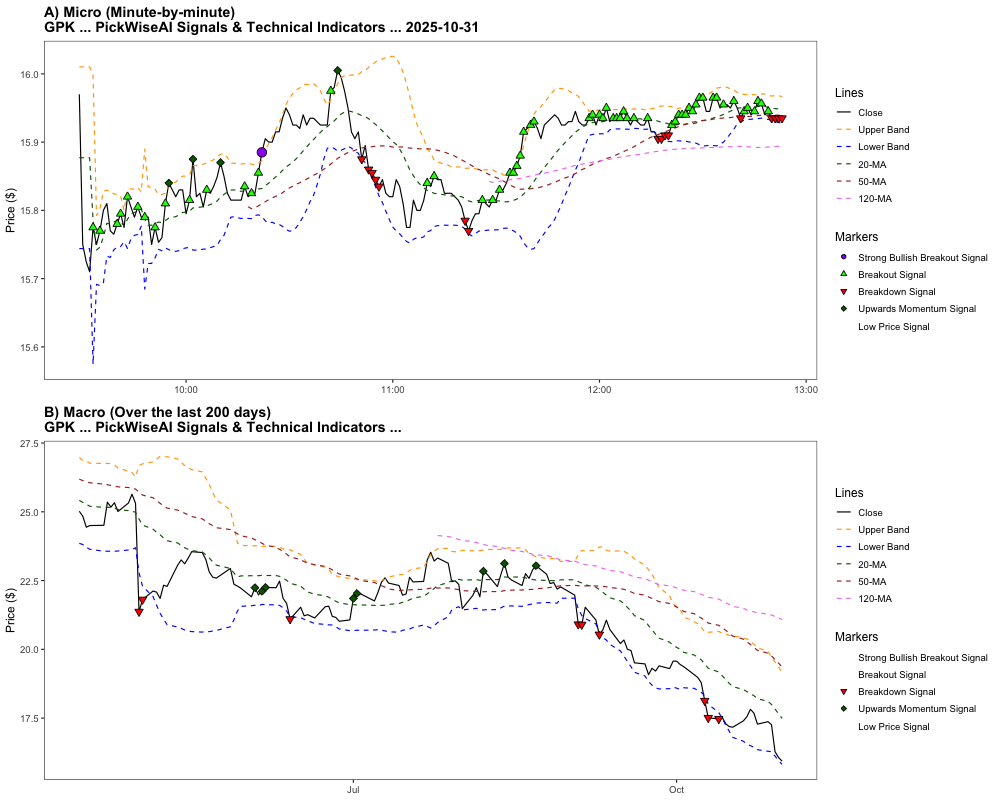 A) Micro (Minute-by-minute)
GPK ... PickWiseAI Signals & Technical Indicators ... 2025-10-31
Price ($)
16.0
15.9
15.8
15.7
15.6
10:00
11:00
12:00
13:00
Lines
Close
Upper Band
Lower Band
20-MA
50-MA
120-MA
Markers
Strong Bullish Breakout Signal
Breakout Signal
Breakdown Signal
Upwards Momentum Signal
Low Price Signal
B) Macro (Over the last 200 days)
GPK ... PickWiseAI Signals & Technical Indicators ...
Price ($)
27.5
25.0
22.5
20.0
17.5
Jul
Oct
Lines
Close
Upper Band
Lower Band
20-MA
50-MA
120-MA
Markers
Strong Bullish Breakout Signal
Breakout Signal
Breakdown Signal
Upwards Momentum Signal
Low Price Signal